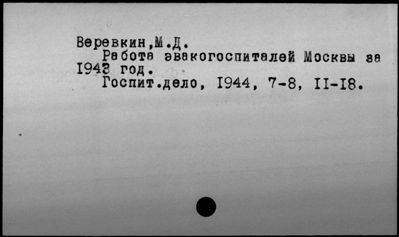 Веревкин,М.Д.
Работа эвакогоспиталей Москвы за
1943 год.
Госпит.дело, 1944, 7-8, II-18.